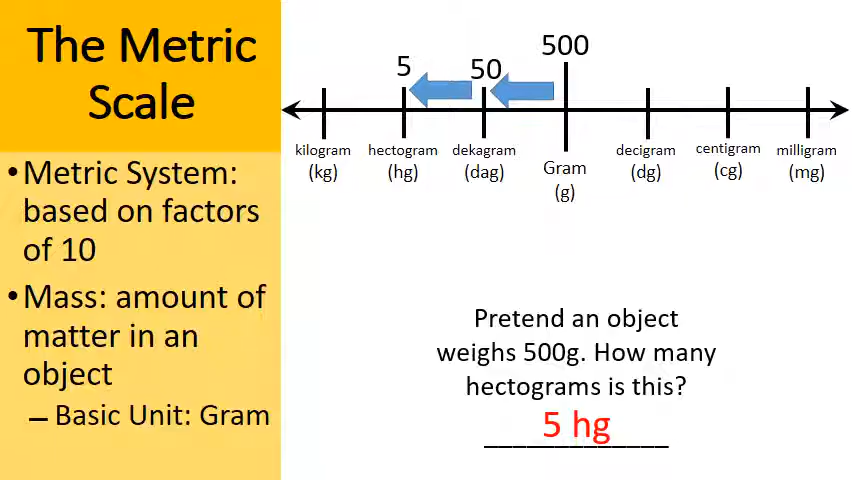 The Metric
Scale
• Metric System:
based on factors
of 10
• Mass: amount of
matter in an
object
– Basic Unit: Gram
5 50 500
kilogram hectogram dekagram Gram decigram centigram milligram
(kg) (hg) (dag) (g) (dg) (cg) (mg)
Pretend an object
weighs 500g. How many
hectograms is this?
5 hg